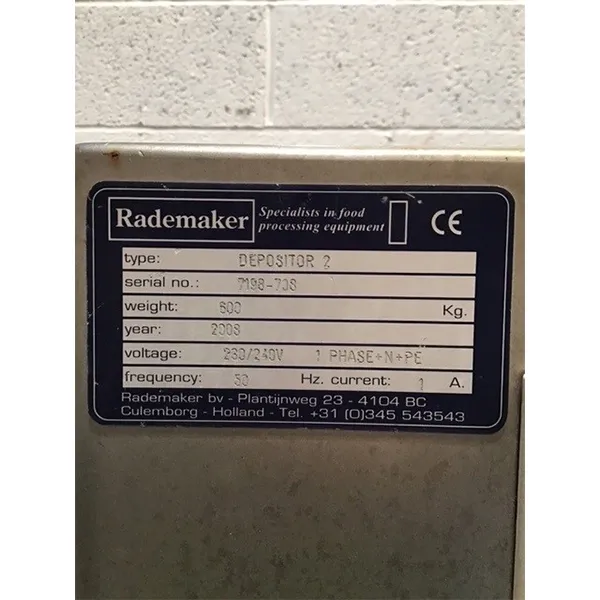 Rademaker
Specialists in food
processing equipment
CE
type: DEPOSITOR 2
serial no.: 7198-708
weight: 600 Kg.
year: 2008
voltage: 230/240V 1 PHASE+N+PE
frequency: 50 Hz. current: 1 A.
Rademaker bv - Plantijnweg 23 - 4104 BC
Culemborg - Holland - Tel. +31 (0)345 543543